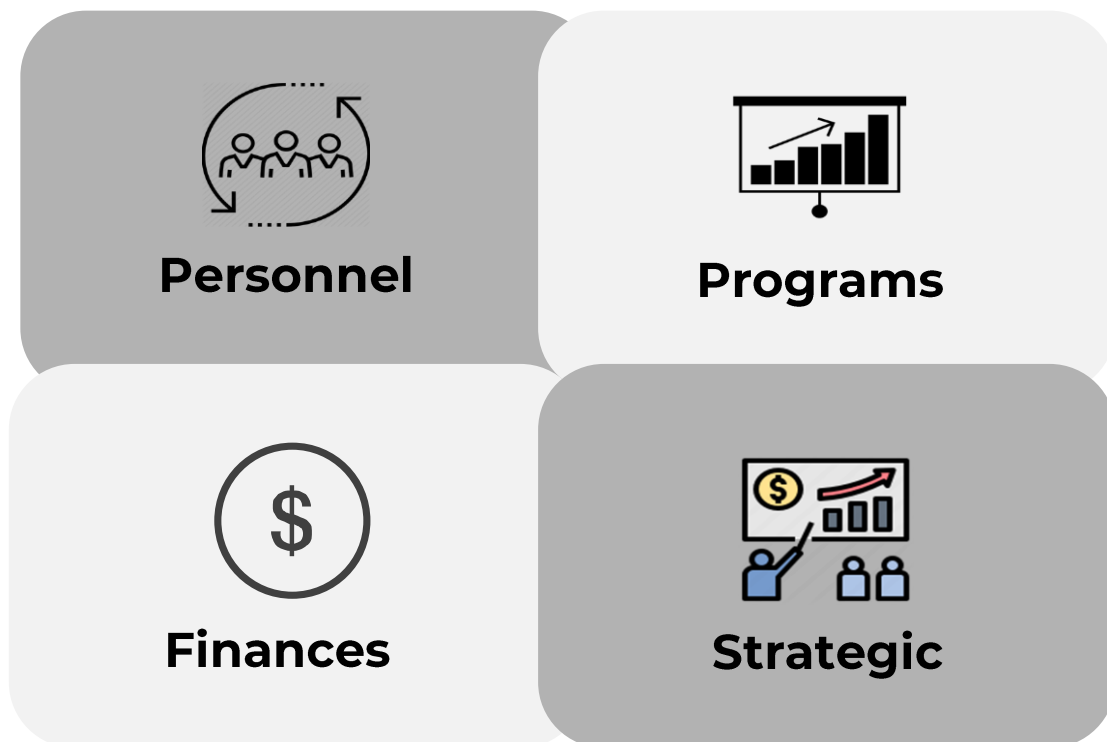 Personnel
Programs
$
Finances
$
Strategic